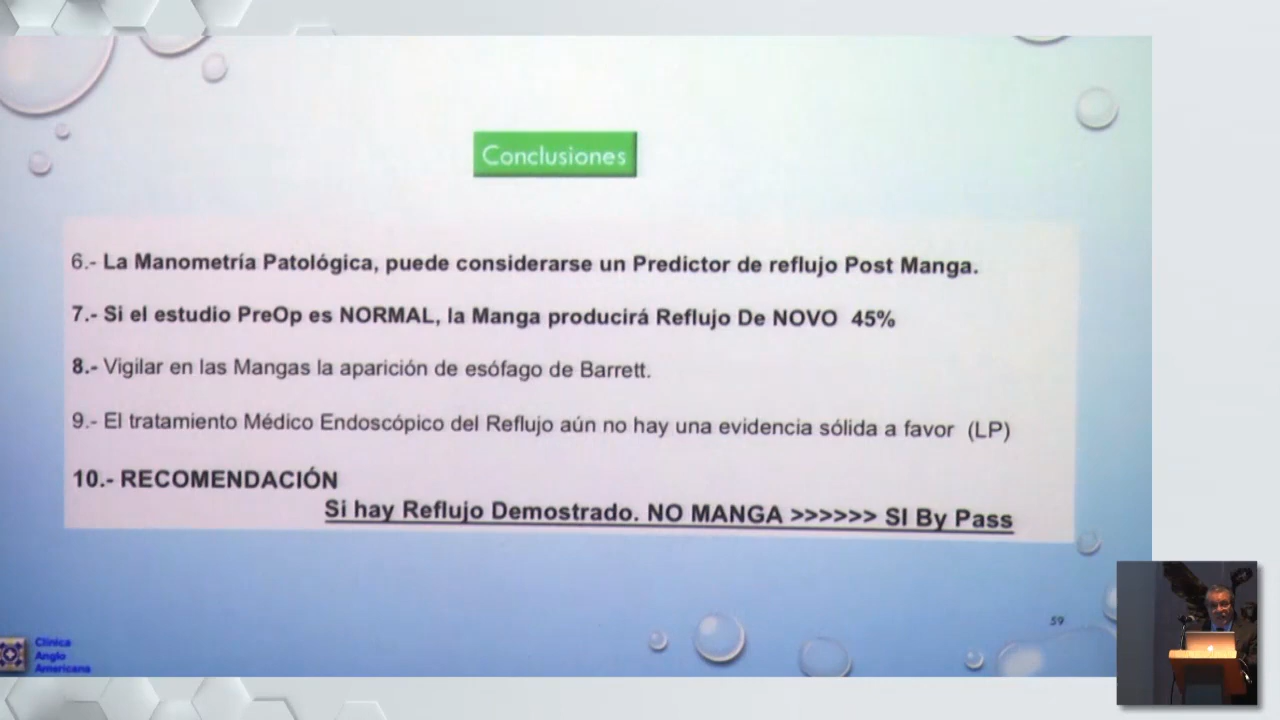 Conclusiones
6.- La Manometría Patológica, puede considerarse un Predictor de reflujo Post Manga.
7.- Si el estudio PreOp es NORMAL, la Manga producirá Reflujo De NOVO 45%
8.- Vigilar en las Mangas la aparición de esófago de Barrett.
9.- El tratamiento Médico Endoscópico del Reflujo aún no hay una evidencia sólida a favor (LP)
10.- RECOMENDACIÓN
Si hay Reflujo Demostrado. NO MANGA >>>>>> SI By Pass
59
Clínica
Anglo
Americana